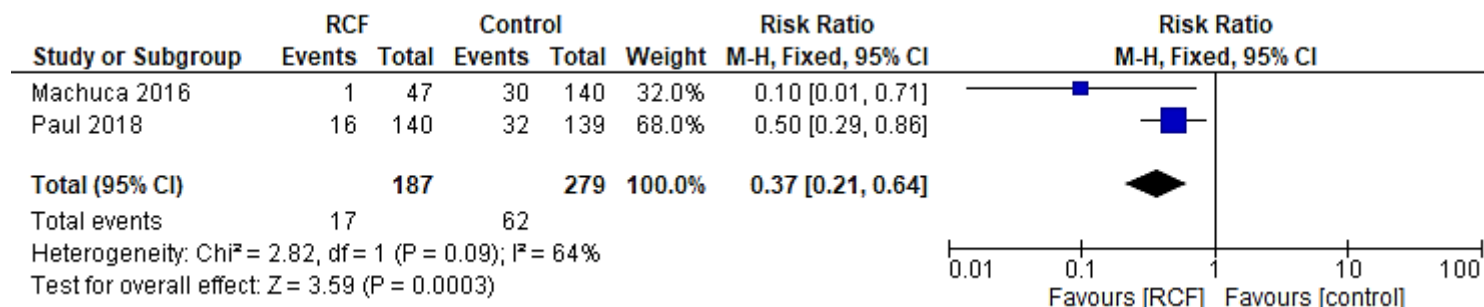 RCF Control Risk Ratio Risk Ratio
Study or Subgroup Events Total Events Total Weight M-H, Fixed, 95% CI M-H, Fixed, 95% CI
Machuca 2016 1 47 30 140 32.0% 0.10 [0.01, 0.71]
Paul 2018 16 140 32 139 68.0% 0.50 [0.29, 0.86]
Total (95% CI) 187 279 100.0% 0.37 [0.21, 0.64]
Total events 17 62
Heterogeneity: Chi² = 2.82, df = 1 (P = 0.09); I² = 64%
Test for overall effect: Z = 3.59 (P = 0.0003)
0.01 0.1 1 10 100
Favours [RCF] Favours [control]